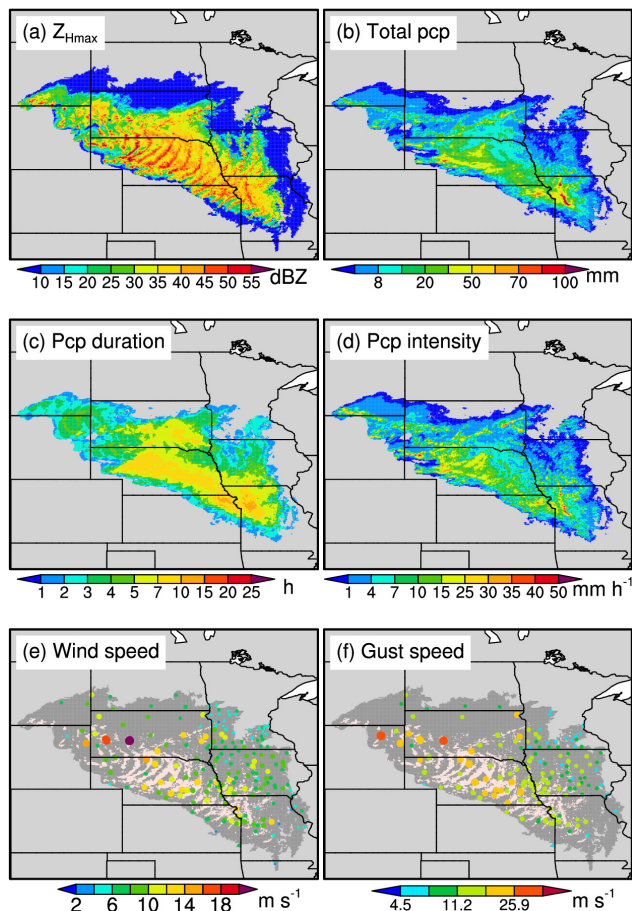 (a) Z_Hmax
(b) Total pcp
10 15 20 25 30 35 40 45 50 55 dBZ
8 20 50 70 100 mm
(c) Pcp duration
(d) Pcp intensity
1 2 3 4 5 7 10 15 20 25 h
1 4 7 10 15 25 30 35 40 50 mm h⁻¹
(e) Wind speed
(f) Gust speed
2 6 10 14 18 m s⁻¹
4.5 11.2 25.9 m s⁻¹